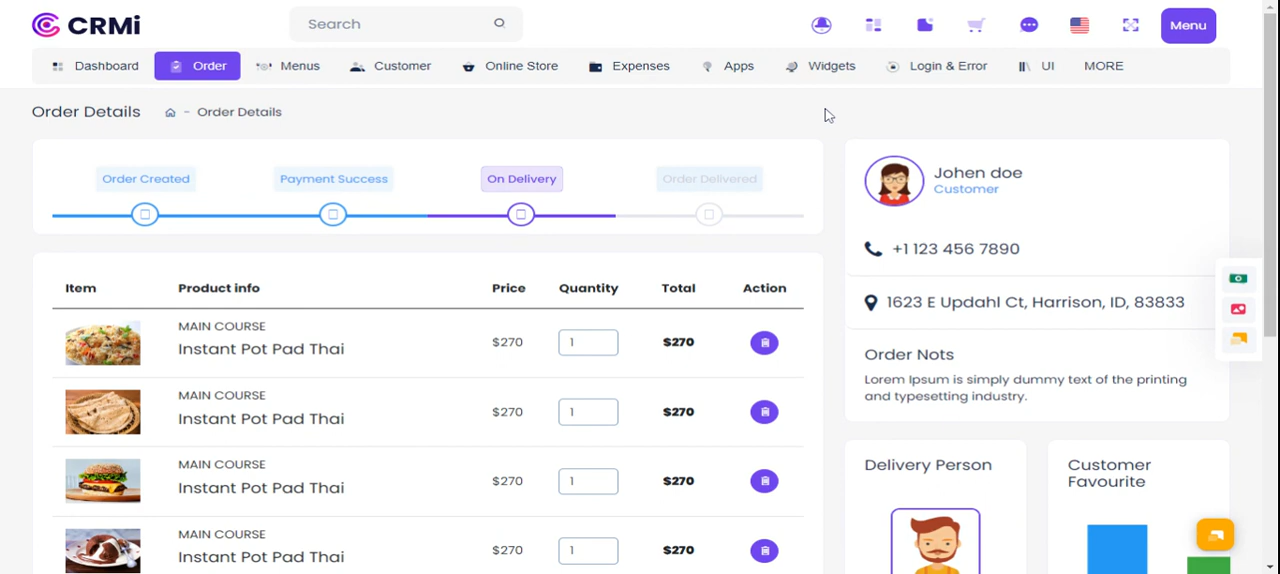 CRMi
Search
Menu
Dashboard
Order
Menus
Customer
Online Store
Expenses
Apps
Widgets
Login & Error
UI
MORE
Order Details
- Order Details
Order Created
Payment Success
On Delivery
Order Delivered
Item
Product info
Price
Quantity
Total
Action
MAIN COURSE
Instant Pot Pad Thai
$270
1
$270
MAIN COURSE
Instant Pot Pad Thai
$270
1
$270
MAIN COURSE
Instant Pot Pad Thai
$270
1
$270
MAIN COURSE
Instant Pot Pad Thai
$270
1
$270
Johen doe
Customer
+1 123 456 7890
1623 E Updahl Ct, Harrison, ID, 83833
Order Nots
Lorem Ipsum is simply dummy text of the printing
and typesetting industry.
Delivery Person
Customer
Favourite